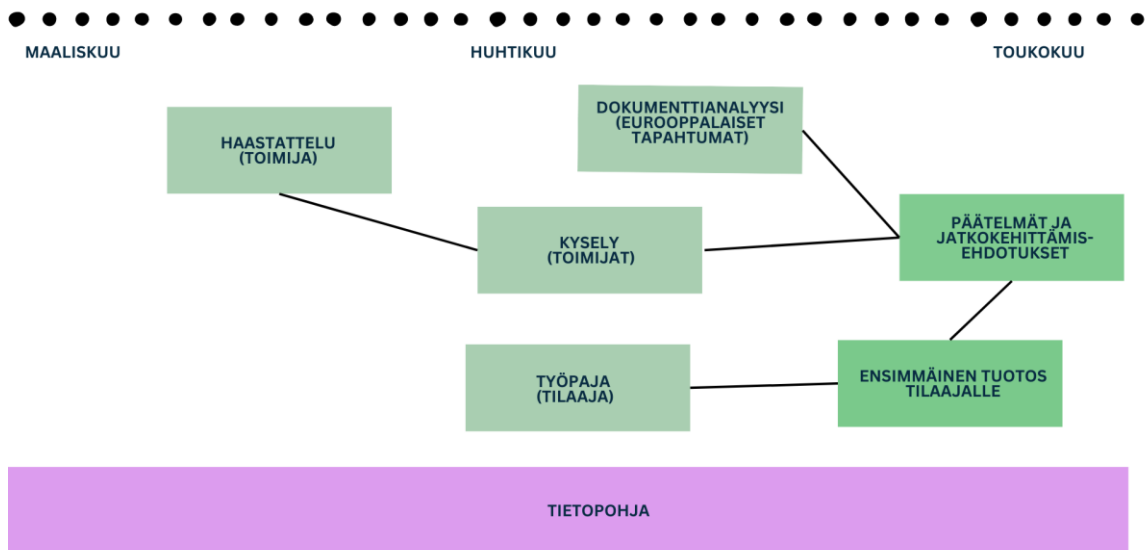 MAALISKUU
HUHTIKUU
TOUKOKUU
HAASTATTELU
(TOIMIJA)
DOKUMENTTIANALYYSI
(EUROOPPALAISET
TAPAHTUMAT)
KYSELY
(TOIMIJAT)
PÄÄTELMÄT JA
JATKOKEHITTÄMIS-
EHDOTUKSET
TYÖPAJA
(TILAAJA)
ENSIMMÄINEN TUOTOS
TILAAJALLE
TIETOPOHJA